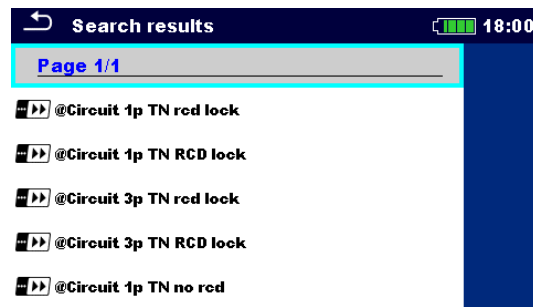 Search results 18:00
Page 1/1
@Circuit 1p TN rcd lock
@Circuit 1p TN RCD lock
@Circuit 3p TN rcd lock
@Circuit 3p TN RCD lock
@Circuit 1p TN no rcd